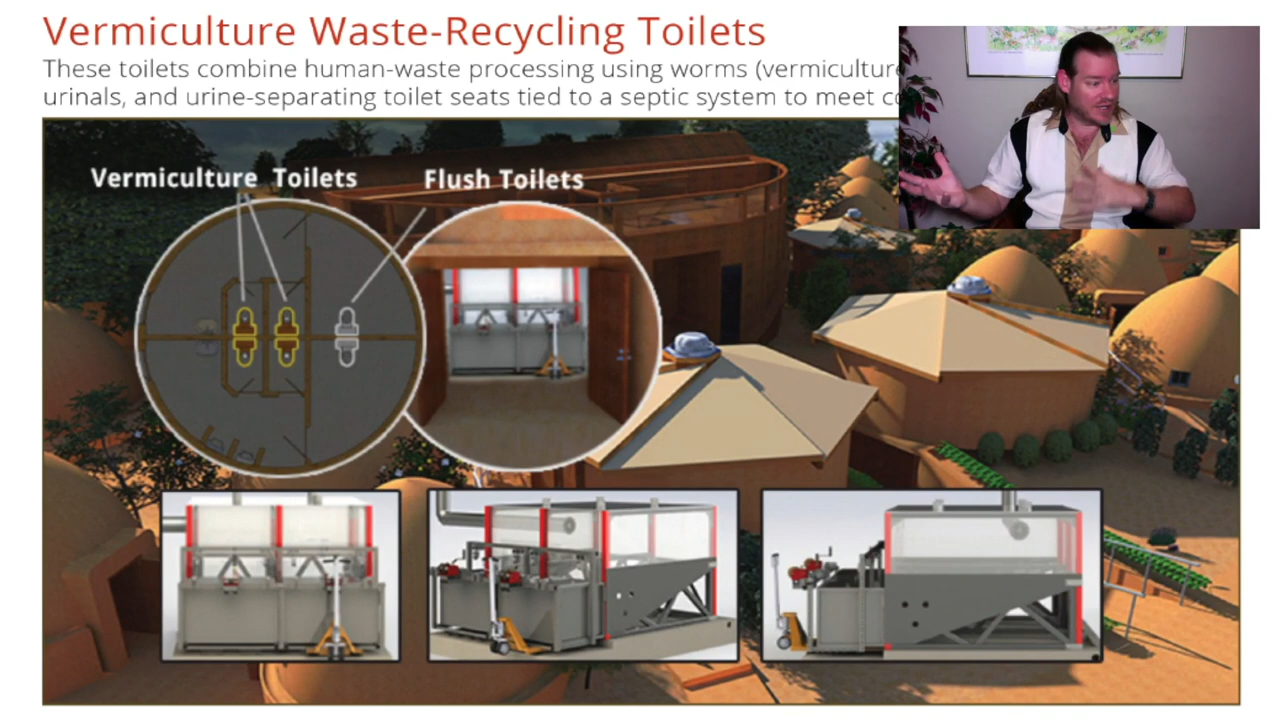 Vermiculture Waste-Recycling Toilets
These toilets combine human-waste processing using worms (vermiculture
urinals, and urine-separating toilet seats tied to a septic system to meet
Vermiculture Toilets
Flush Toilets